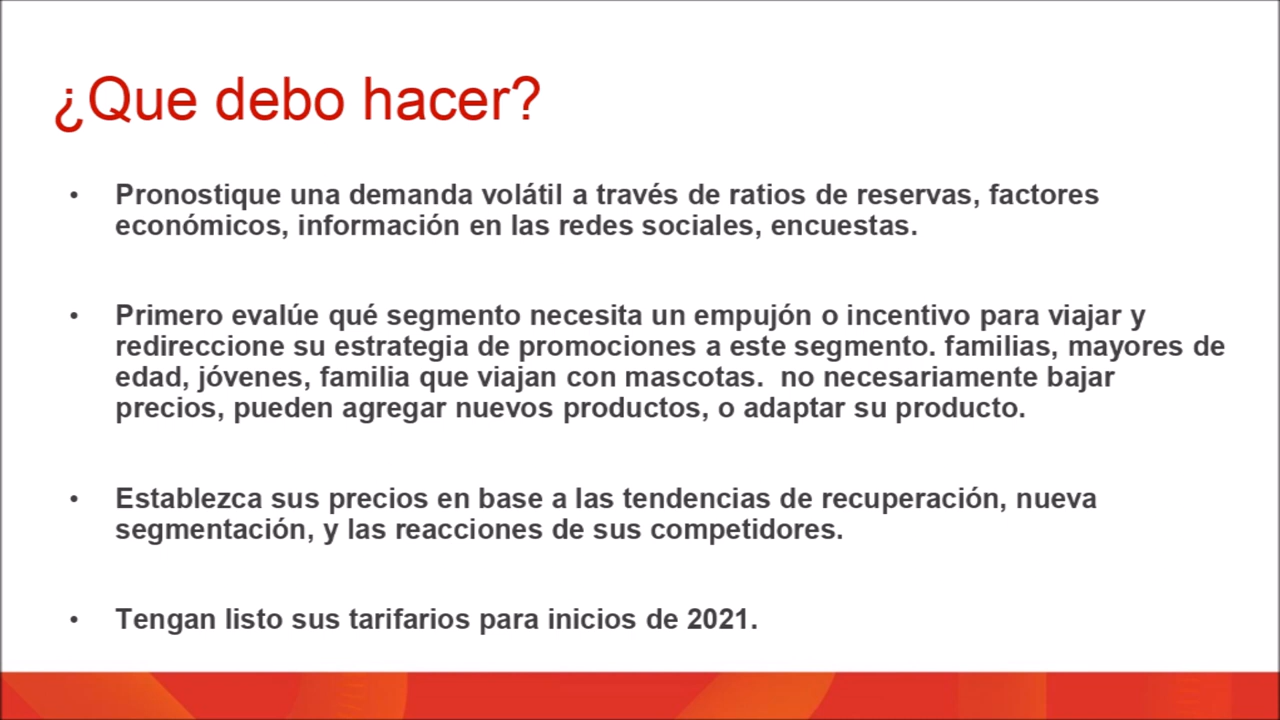 ¿Que debo hacer?
• Pronostique una demanda volátil a través de ratios de reservas, factores
económicos, información en las redes sociales, encuestas.
• Primero evalúe qué segmento necesita un empujón o incentivo para viajar y
redireccione su estrategia de promociones a este segmento. familias, mayores de
edad, jóvenes, familia que viajan con mascotas.  no necesariamente bajar
precios, pueden agregar nuevos productos, o adaptar su producto.
• Establezca sus precios en base a las tendencias de recuperación, nueva
segmentación, y las reacciones de sus competidores.
• Tengan listo sus tarifarios para inicios de 2021.